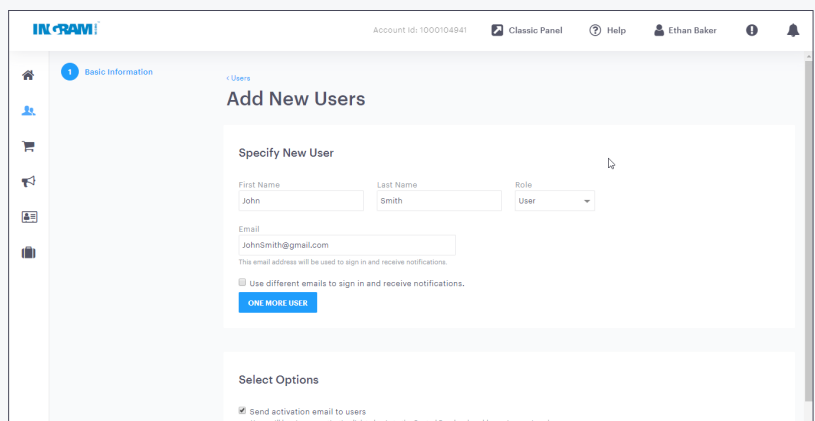 INGRAM
Account Id: 1000104941
Classic Panel
Help
Ethan Baker
1
Basic Information
< Users
Add New Users
Specify New User
First Name
Last Name
Role
John
Smith
User
Email
JohnSmith@gmail.com
This email address will be used to sign in and receive notifications.
Use different emails to sign in and receive notifications.
ONE MORE USER
Select Options
Send activation email to users